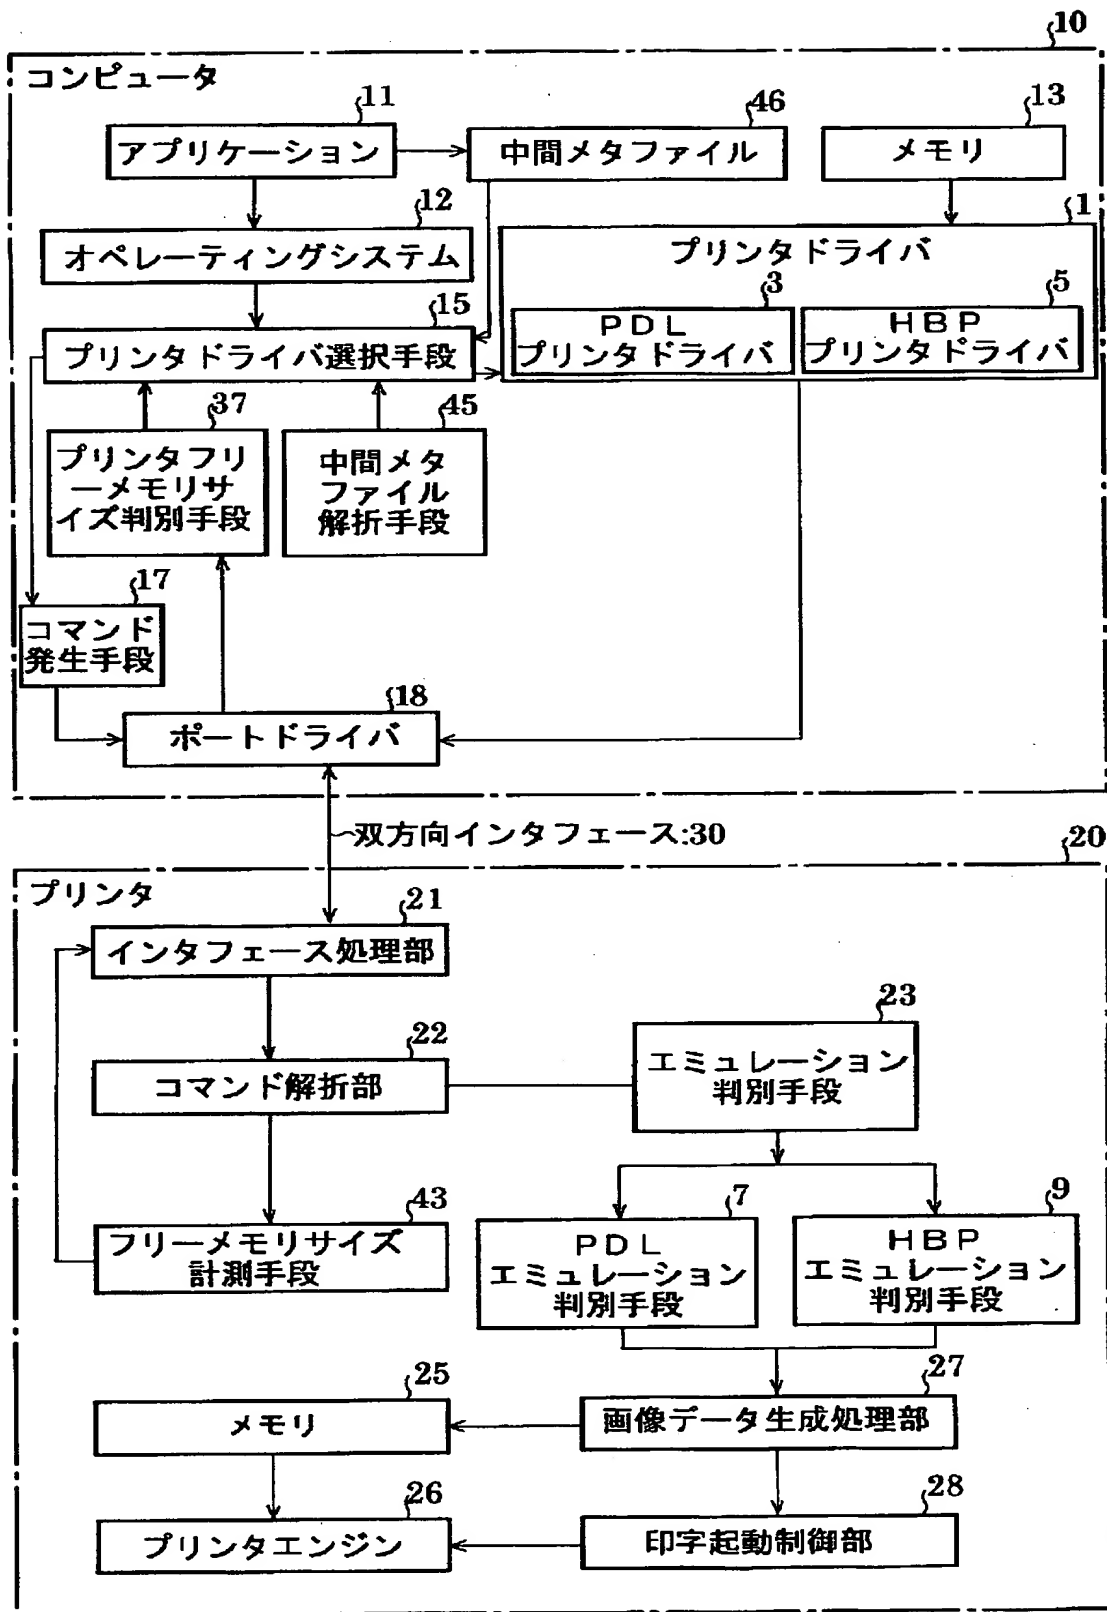 10
コンピュータ
11
アプリケーション
46
中間メタファイル
13
メモリ
12
オペレーティングシステム
1
プリンタドライバ
3
PDL
プリンタドライバ
5
HBP
プリンタドライバ
15
プリンタドライバ選択手段
37
プリンタフリ
ーメモリサ
イズ判別手段
45
中間メタ
ファイル
解折手段
17
コマンド
発生手段
18
ポートドライバ
双方向インタフェース:30
20
プリンタ
21
インタフェース処理部
22
コマンド解折部
23
エミュレーション
判別手段
43
フリーメモリサイズ
計測手段
7
PDL
エミュレーション
判別手段
9
HBP
エミュレーション
判別手段
25
メモリ
27
画像データ生成処理部
26
プリンタエンジン
28
印字起動制御部